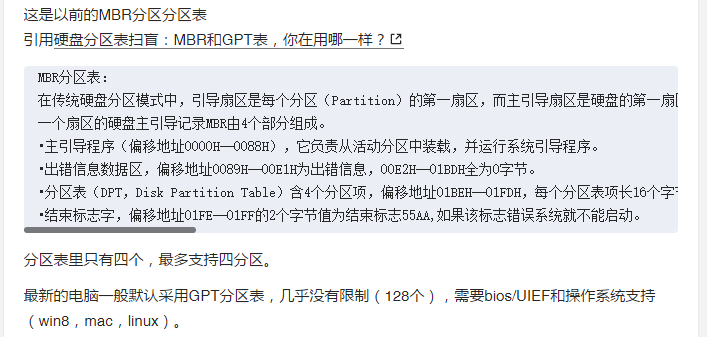 这是以前的MBR分区分区表
引用硬盘分区表扫盲：MBR和GPT表，你在用哪一样？
MBR分区表：
在传统硬盘分区模式中，引导扇区是每个分区（Partition）的第一扇区，而主引导扇区是硬盘的第一扇
一个扇区的硬盘主引导记录MBR由4个部分组成。
•主引导程序（偏移地址0000H—0088H），它负责从活动分区中装载，并运行系统引导程序。
•出错信息数据区，偏移地址0089H—00E1H为出错信息，00E2H—01BDH全为0字节。
•分区表（DPT，Disk Partition Table）含4个分区项，偏移地址01BEH—01FDH，每个分区表项长16个字
•结束标志字，偏移地址01FE—01FF的2个字节值为结束标志55AA,如果该标志错误系统就不能启动。
分区表里只有四个，最多支持四分区。
最新的电脑一般默认采用GPT分区表，几乎没有限制（128个），需要bios/UIEF和操作系统支持
（win8，mac，linux）。